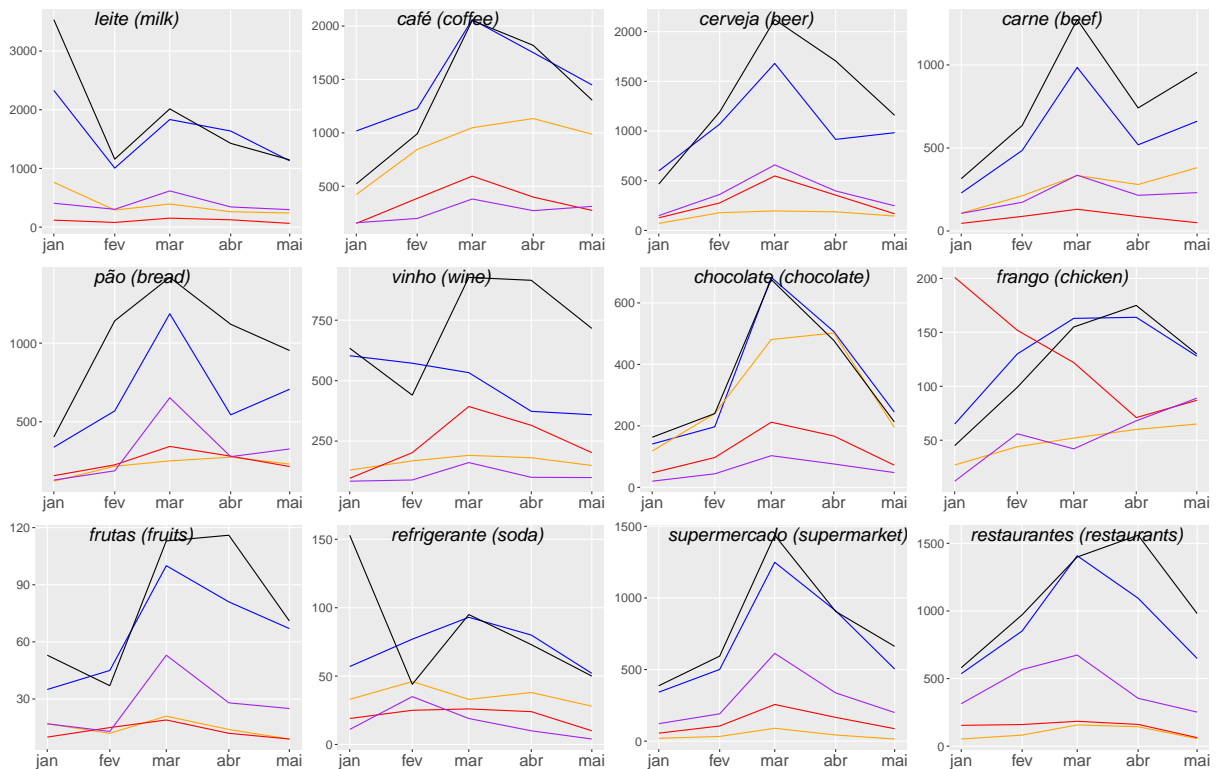 leite (milk)
3000
2000
1000
0
jan fev mar abr mai
café (coffee)
2000
1500
1000
500
jan fev mar abr mai
cerveja (beer)
2000
1500
1000
500
0
jan fev mar abr mai
carne (beef)
1000
500
0
jan fev mar abr mai
pão (bread)
1000
500
jan fev mar abr mai
vinho (wine)
750
500
250
jan fev mar abr mai
chocolate (chocolate)
600
400
200
0
jan fev mar abr mai
frango (chicken)
200
150
100
50
jan fev mar abr mai
frutas (fruits)
120
90
60
30
jan fev mar abr mai
refrigerante (soda)
150
100
50
0
jan fev mar abr mai
supermercado (supermarket)
1500
1000
500
0
jan fev mar abr mai
restaurantes (restaurants)
1500
1000
500
0
jan fev mar abr mai